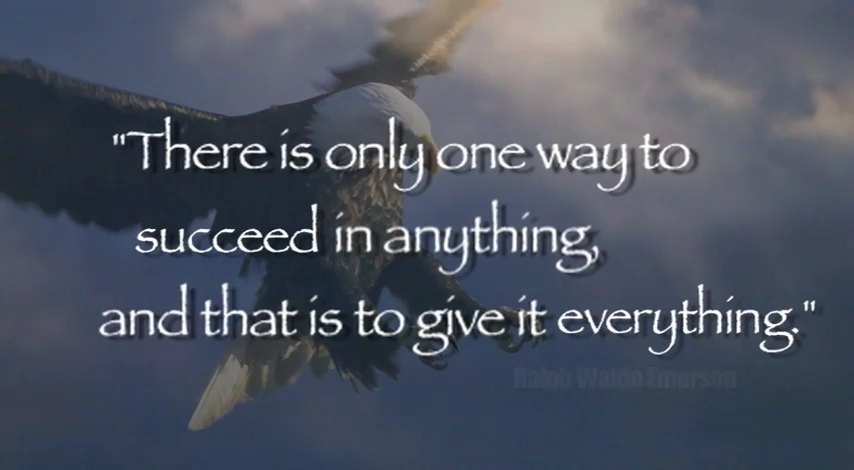 "There is only one way to
succeed in anything,
and that is to give it everything."
Ralph Waldo Emerson